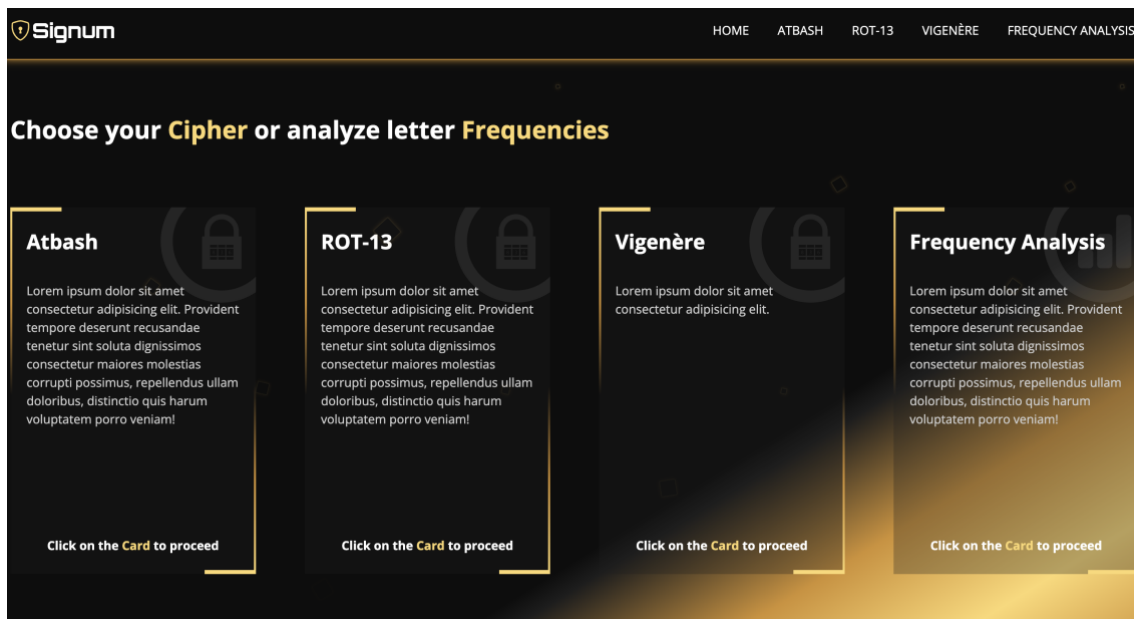 Signum
HOME ATBASH ROT-13 VIGENÈRE FREQUENCY ANALYSIS
Choose your Cipher or analyze letter Frequencies
Atbash
Lorem ipsum dolor sit amet
consectetur adipisicing elit. Provident
tempore deserunt recusandae
tenetur sint soluta dignissimos
consectetur maiores molestias
corrupti possimus, repellendus ullam
doloribus, distinctio quis harum
voluptatem porro veniam!
Click on the Card to proceed
ROT-13
Lorem ipsum dolor sit amet
consectetur adipisicing elit. Provident
tempore deserunt recusandae
tenetur sint soluta dignissimos
consectetur maiores molestias
corrupti possimus, repellendus ullam
doloribus, distinctio quis harum
voluptatem porro veniam!
Click on the Card to proceed
Vigenère
Lorem ipsum dolor sit amet
consectetur adipisicing elit.
Click on the Card to proceed
Frequency Analysis
Lorem ipsum dolor sit amet
consectetur adipisicing elit. Provident
tempore deserunt recusandae
tenetur sint soluta dignissimos
consectetur maiores molestias
corrupti possimus, repellendus ullam
doloribus, distinctio quis harum
voluptatem porro veniam!
Click on the Card to proceed